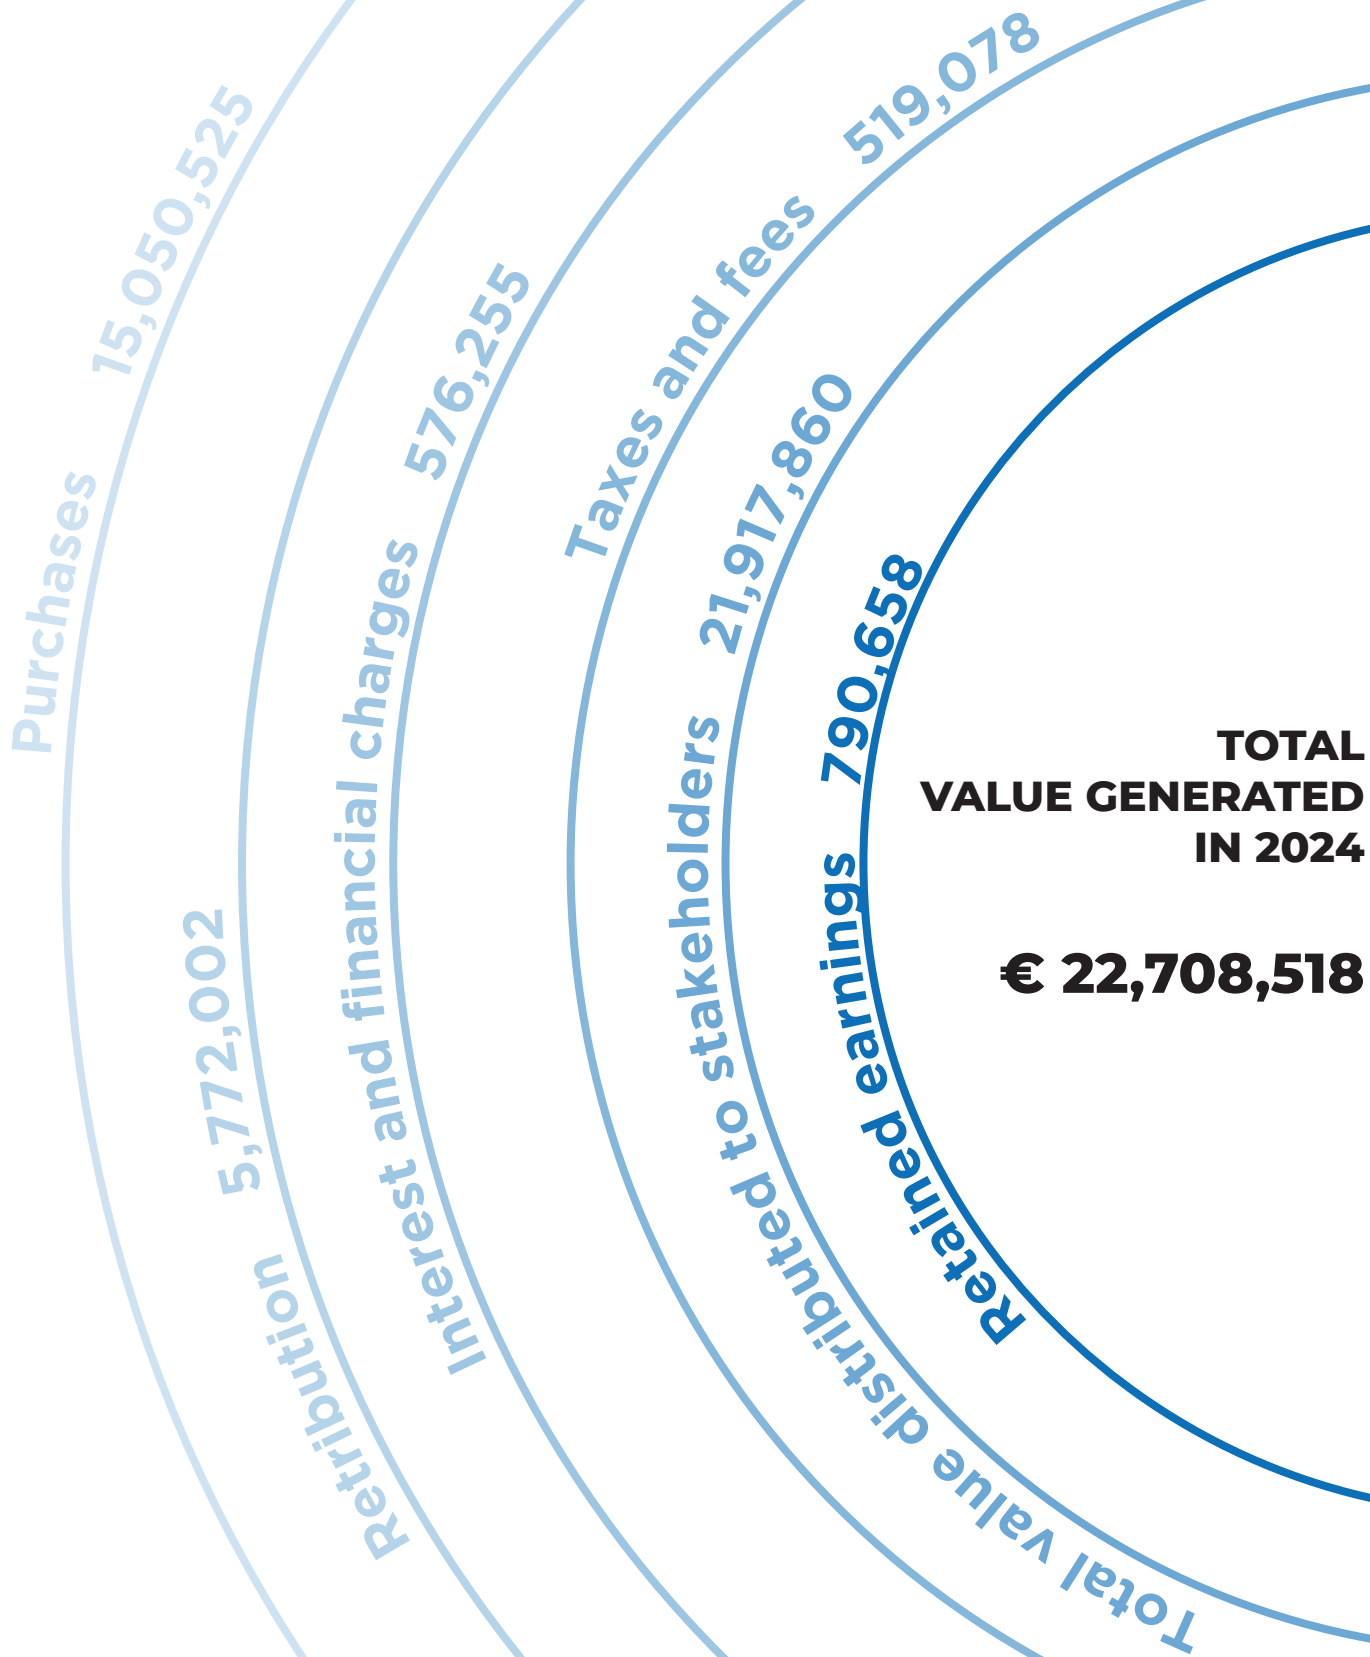 Purchases 15,050,525
Retribution 5,772,002
Interest and financial charges 576,255
Taxes and fees 519,078
Total value distributed to stakeholders 21,917,860
Retained earnings 790,658
TOTAL
VALUE GENERATED
IN 2024
€ 22,708,518